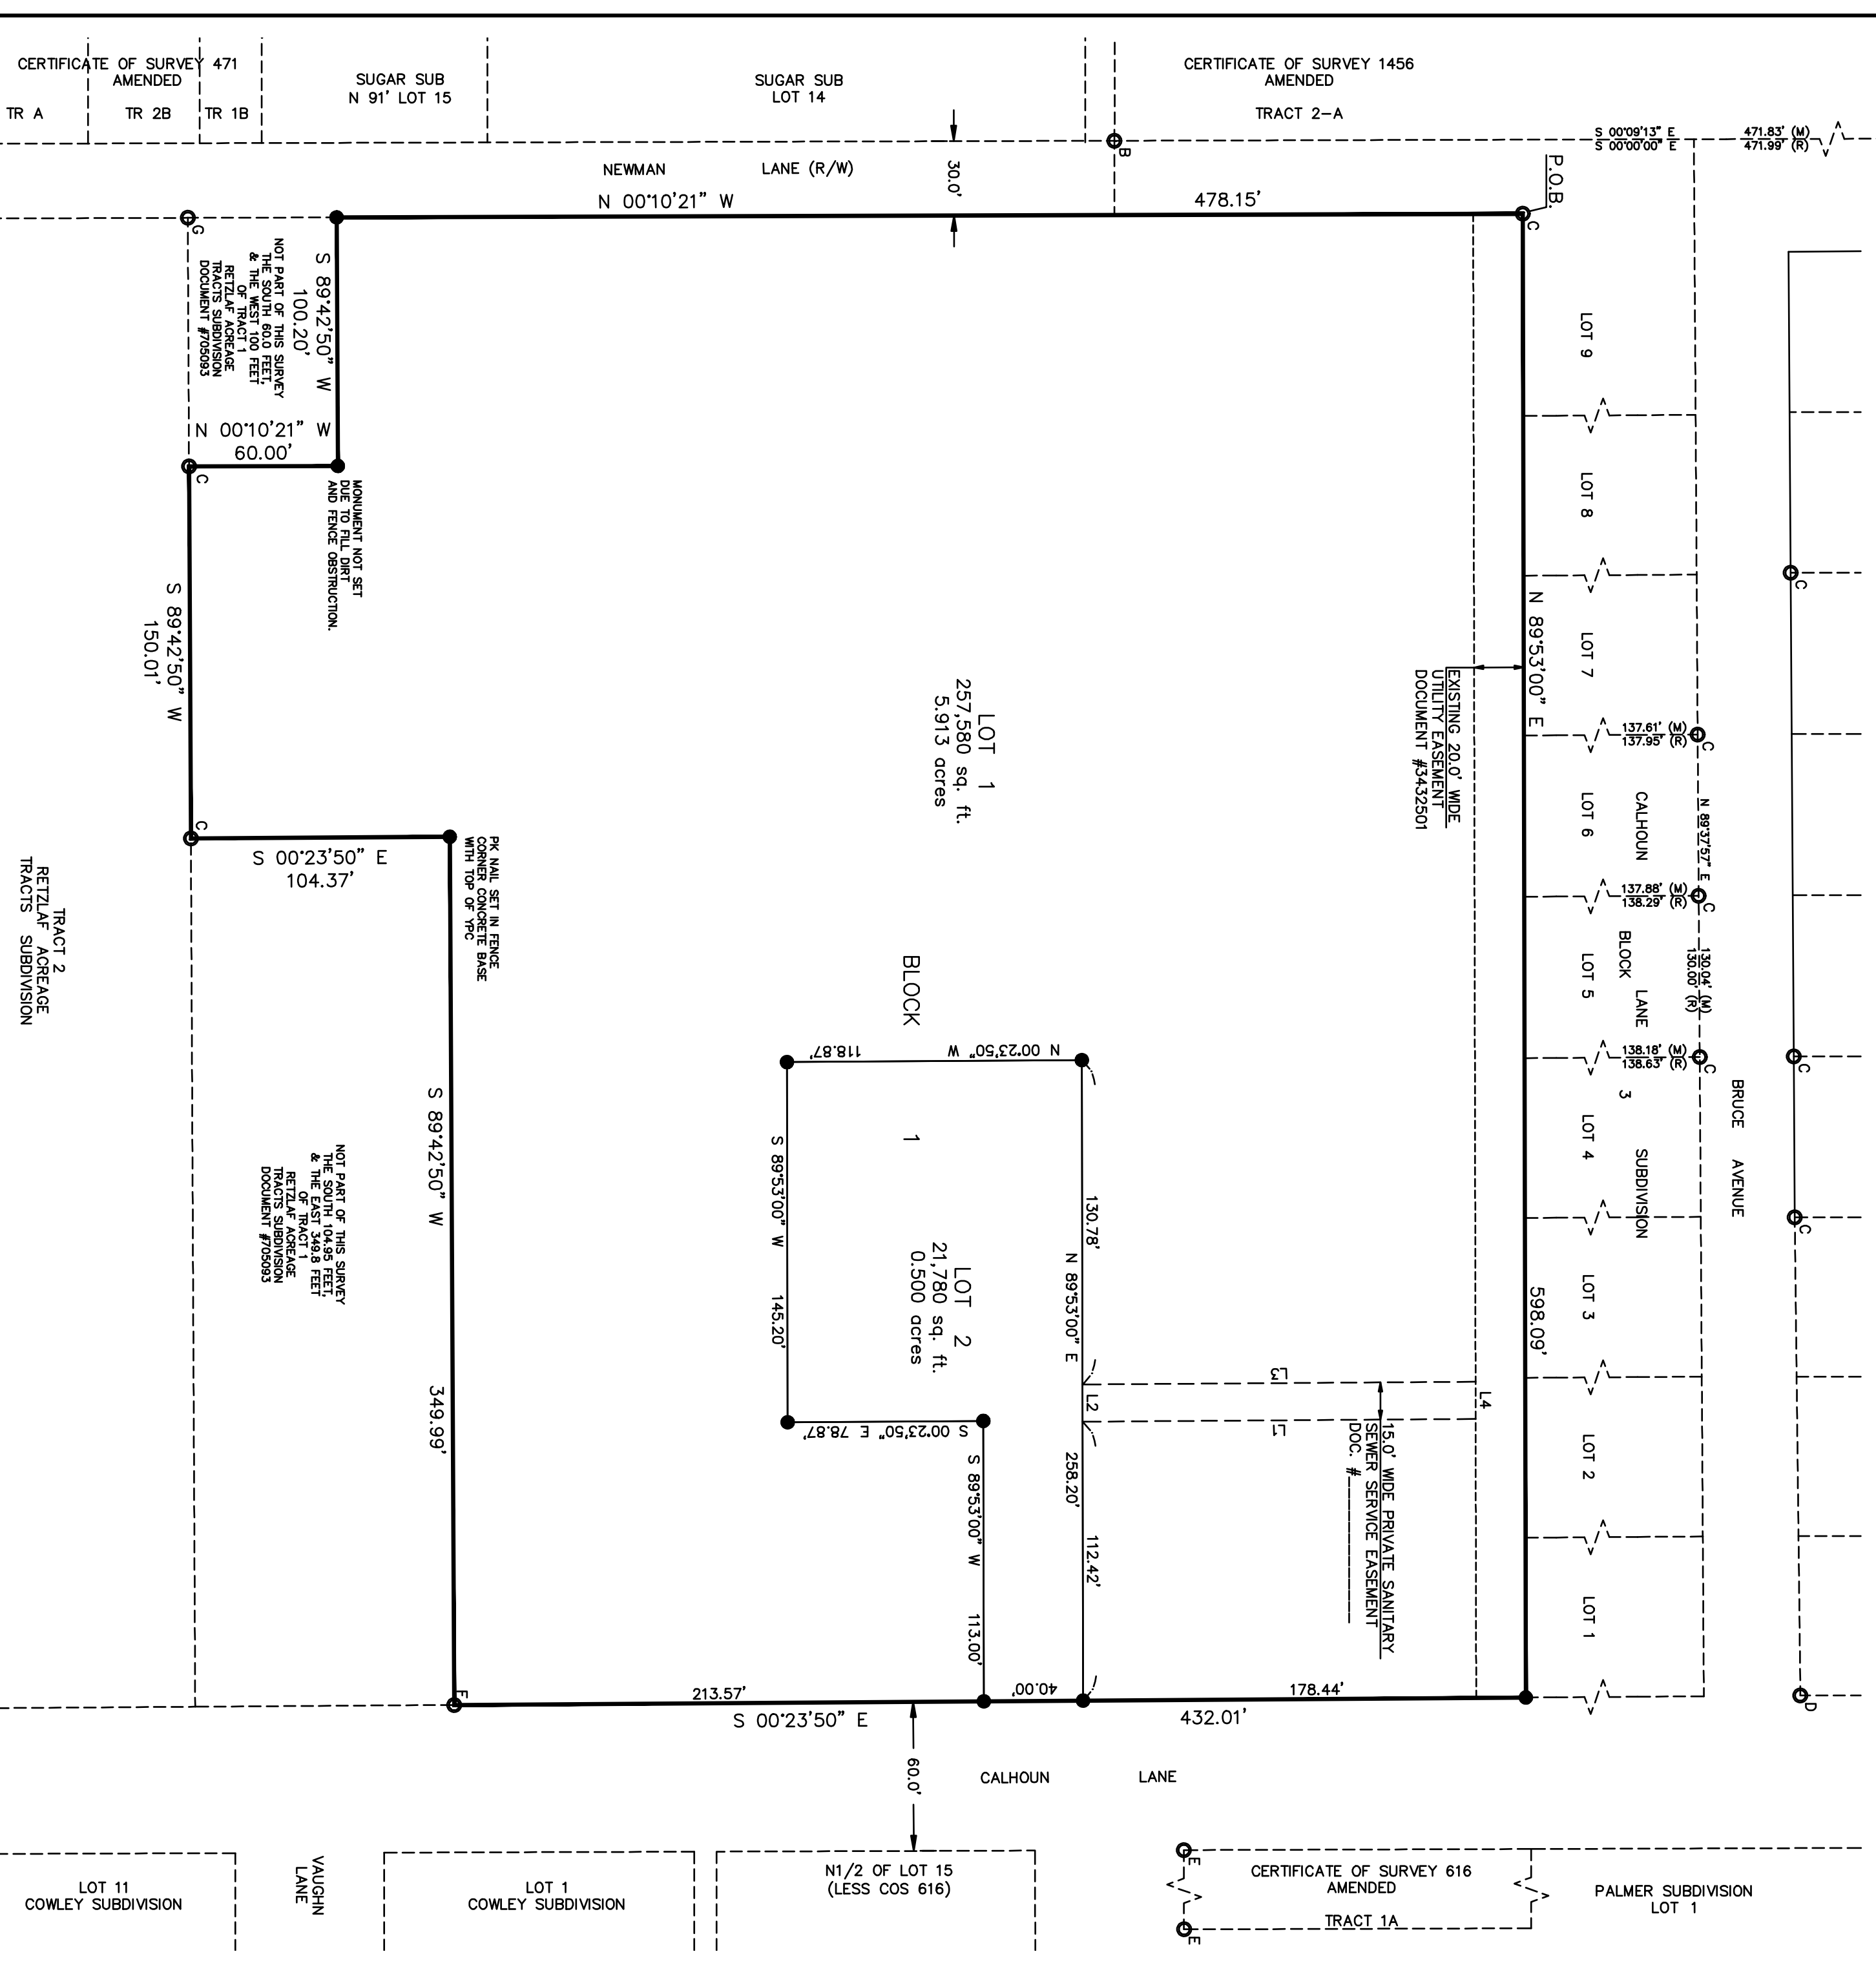 CERTIFICATE OF SURVEY 471
AMENDED
TR A
TR 2B
TR 1B
SUGAR SUB
N 91' LOT 15
SUGAR SUB
LOT 14
CERTIFICATE OF SURVEY 1456
AMENDED
TRACT 2-A
S 00°09'13" E
S 00°00'00" E
471.83' (M)
471.99' (R)
B
NEWMAN LANE (R/W)
30.0'
N 00°10'21" W
478.15'
P.O.B.
C
G
S 89°42'50" W
100.20'
NOT PART OF THIS SURVEY
THE SOUTH 60.0 FEET,
& THE WEST 100 FEET
OF TRACT 1
RETZLAF ACREAGE
TRACTS SUBDIVISION
DOCUMENT #705093
N 00°10'21" W
60.00'
C
MONUMENT NOT SET
DUE TO FILL DIRT
AND FENCE OBSTRUCTION.
S 89°42'50" W
150.01'
C
S 00°23'50" E
104.37'
PK NAIL SET IN FENCE
CORNER CONCRETE BASE
WITH TOP OF YPC
LOT 1
257,580 sq. ft.
5.913 acres
EXISTING 20.0' WIDE
UTILITY EASEMENT
DOCUMENT #3432501
N 89°53'00" E
598.09'
LOT 9
LOT 8
LOT 7
LOT 6
LOT 5
LOT 4
LOT 3
LOT 2
LOT 1
137.61' (M)
137.95' (R)
C
137.88' (M)
138.29' (R)
C
138.18' (M)
138.63' (R)
C
N 89°37'57" E
130.04' (M)
130.00' (R)
CALHOUN LANE SUBDIVISION
BLOCK 3
BRUCE AVENUE
C
C
C
D
TRACT 2
RETZLAF ACREAGE
TRACTS SUBDIVISION
BLOCK 1
N 00°23'50" W
118.87'
S 89°53'00" W
145.20'
130.78'
N 89°53'00" E
258.20'
112.42'
LOT 2
21,780 sq. ft.
0.500 acres
L3
L2
L1
L4
15.0' WIDE PRIVATE SANITARY
SEWER SERVICE EASEMENT
DOC. #
S 00°23'50" E 78.87'
S 89°53'00" W
113.00'
S 89°42'50" W
349.99'
NOT PART OF THIS SURVEY
THE SOUTH 104.95 FEET,
& THE EAST 349.8 FEET
OF TRACT 1
RETZLAF ACREAGE
TRACTS SUBDIVISION
DOCUMENT #705093
F
213.57'
40.00'
178.44'
S 00°23'50" E
432.01'
60.0'
CALHOUN LANE
LOT 11
COWLEY SUBDIVISION
VAUGHN
LANE
LOT 1
COWLEY SUBDIVISION
N1/2 OF LOT 15
(LESS COS 616)
E
CERTIFICATE OF SURVEY 616
AMENDED
TRACT 1A
E
PALMER SUBDIVISION
LOT 1